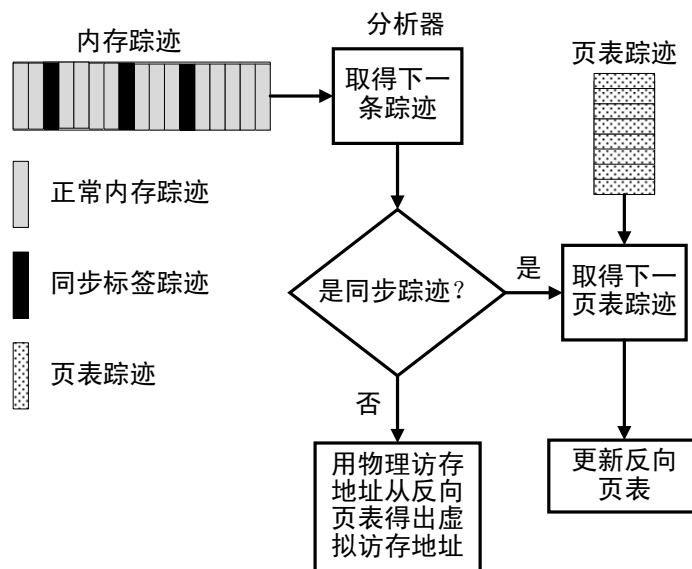 分析器
内存踪迹
页表踪迹
取得下一
条踪迹
正常内存踪迹
同步标签踪迹
页表踪迹
是同步踪迹？
是
取得下一
页表踪迹
否
用物理访存
地址从反向
页表得出虚
拟访存地址
更新反向
页表